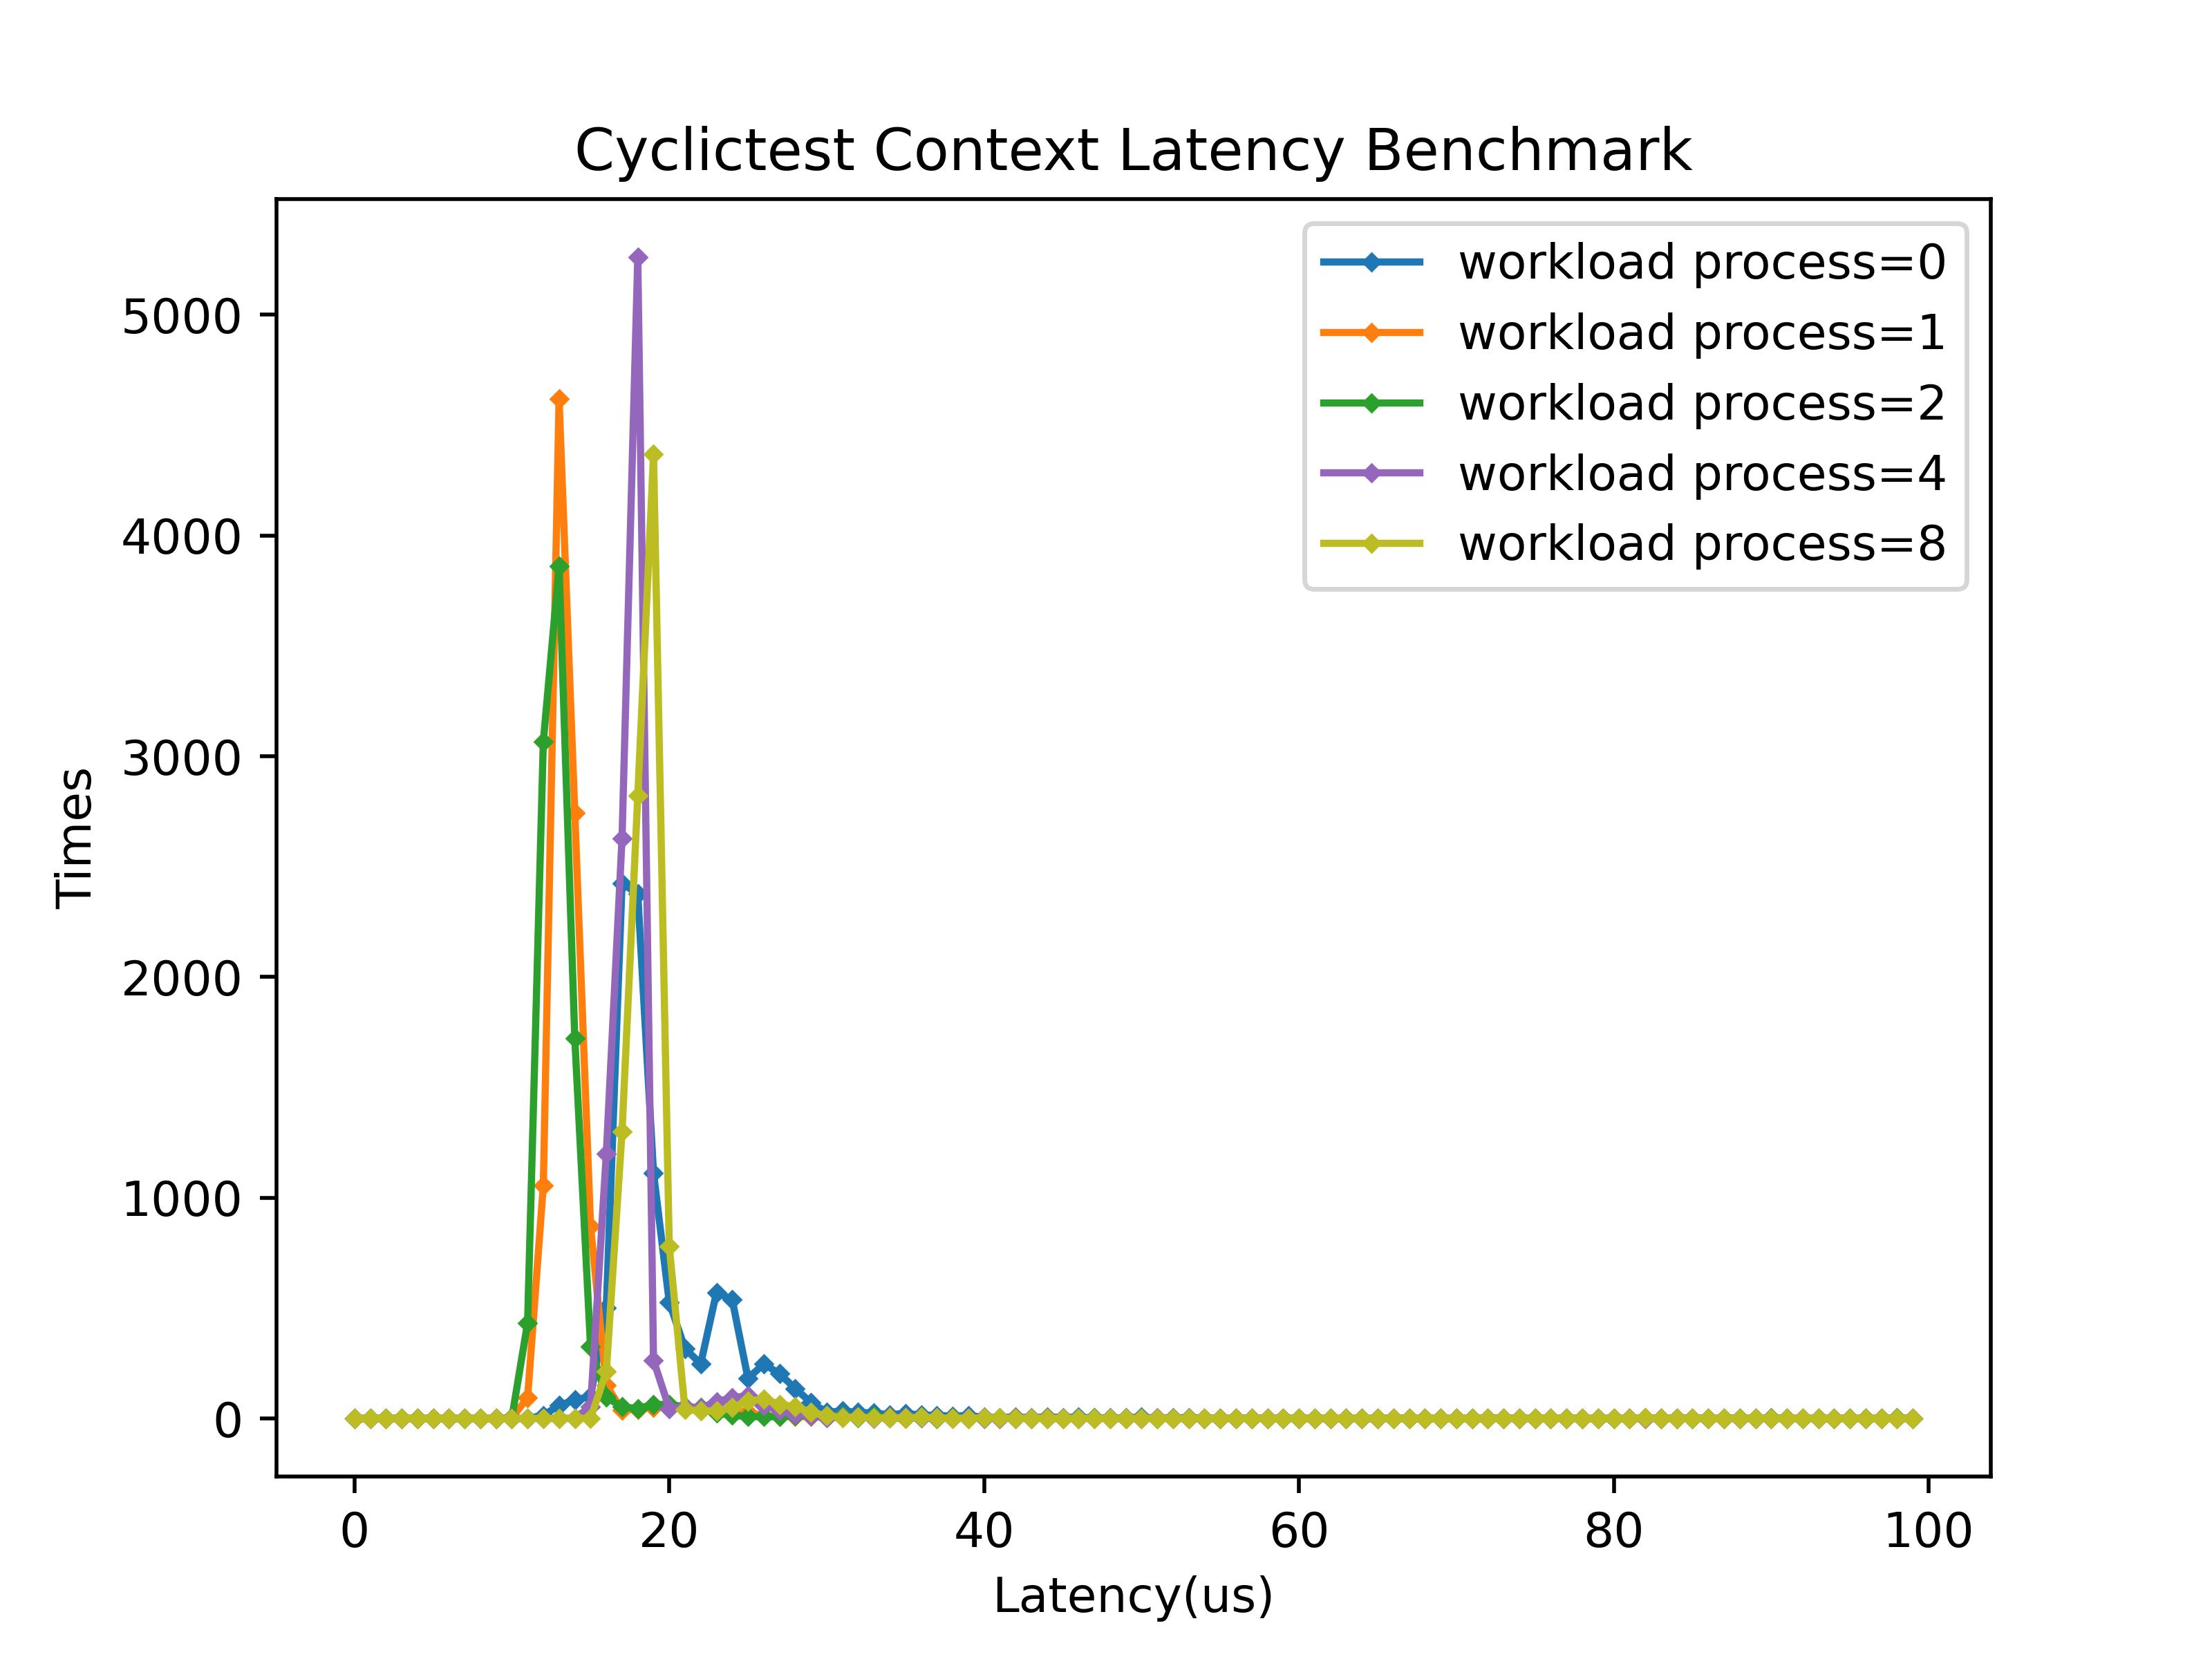 Cyclictest Context Latency Benchmark
workload process=0
workload process=1
workload process=2
workload process=4
workload process=8
5000
4000
3000
2000
1000
0
Times
0 20 40 60 80 100
Latency(us)